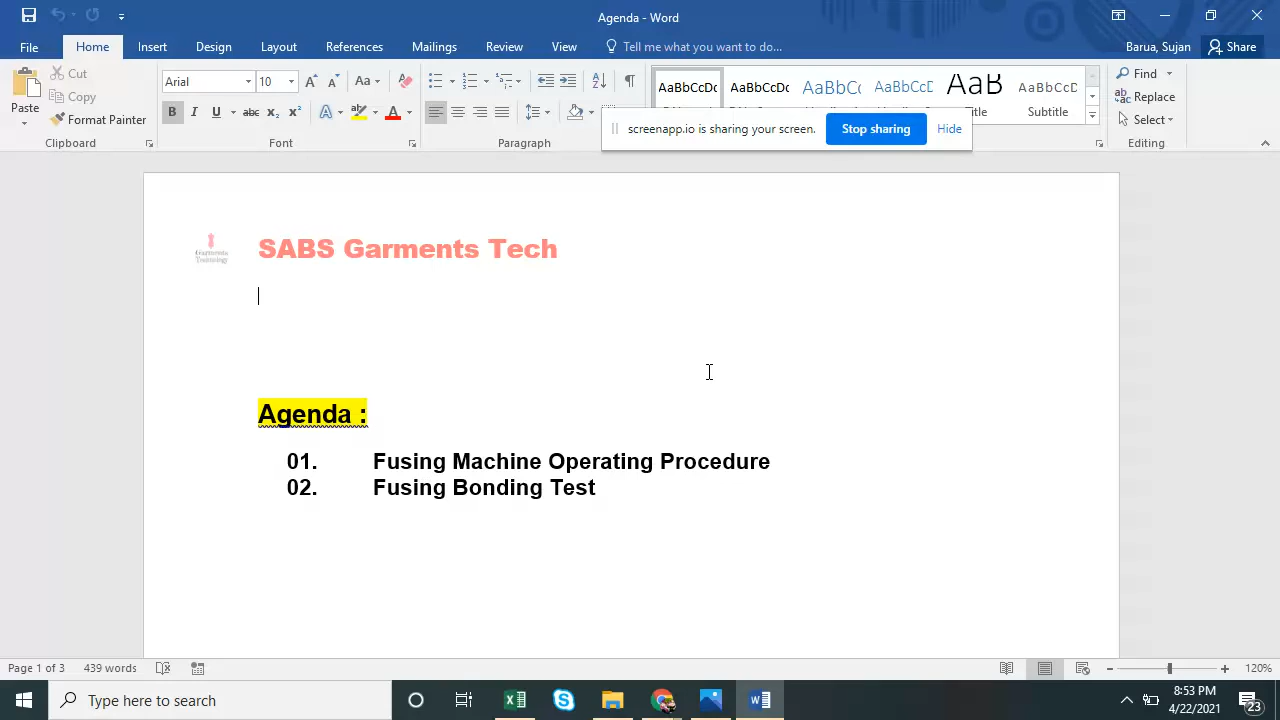 Agenda - Word
File Home Insert Design Layout References Mailings Review View Tell me what you want to do... Barua, Sujan Share
Paste
Cut
Copy
Format Painter
Clipboard
Arial 10
Font
Paragraph
AaBbCcDc AaBbCcDc AaBbCc AaBbCcD AaB AaBbCcD
Title Subtitle
Find
Replace
Select
Editing
screenapp.io is sharing your screen. Stop sharing Hide
Garments
Technology
SABS Garments Tech
Agenda :
01. Fusing Machine Operating Procedure
02. Fusing Bonding Test
Page 1 of 3 439 words 120%
Type here to search
8:53 PM
4/22/2021
23